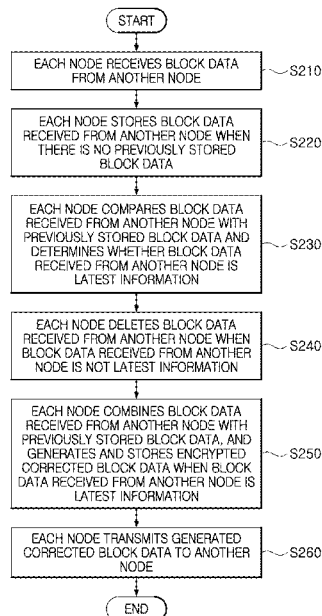 START
EACH NODE RECEIVES BLOCK DATA
FROM ANOTHER NODE
S210
EACH NODE STORES BLOCK DATA
RECEIVED FROM ANOTHER NODE WHEN
THERE IS NO PREVIOUSLY STORED
BLOCK DATA
S220
EACH NODE COMPARES BLOCK DATA
RECEIVED FROM ANOTHER NODE WITH
PREVIOUSLY STORED BLOCK DATA AND
DETERMINES WHETHER BLOCK DATA
RECEIVED FROM ANOTHER NODE IS
LATEST INFORMATION
S230
EACH NODE DELETES BLOCK DATA
RECEIVED FROM ANOTHER NODE WHEN
BLOCK DATA RECEIVED FROM ANOTHER
NODE IS NOT LATEST INFORMATION
S240
EACH NODE COMBINES BLOCK DATA
RECEIVED FROM ANOTHER NODE WITH
PREVIOUSLY STORED BLOCK DATA, AND
GENERATES AND STORES ENCRYPTED
CORRECTED BLOCK DATA WHEN BLOCK
DATA RECEIVED FROM ANOTHER NODE IS
LATEST INFORMATION
S250
EACH NODE TRANSMITS GENERATED
CORRECTED BLOCK DATA TO ANOTHER
NODE
S260
END